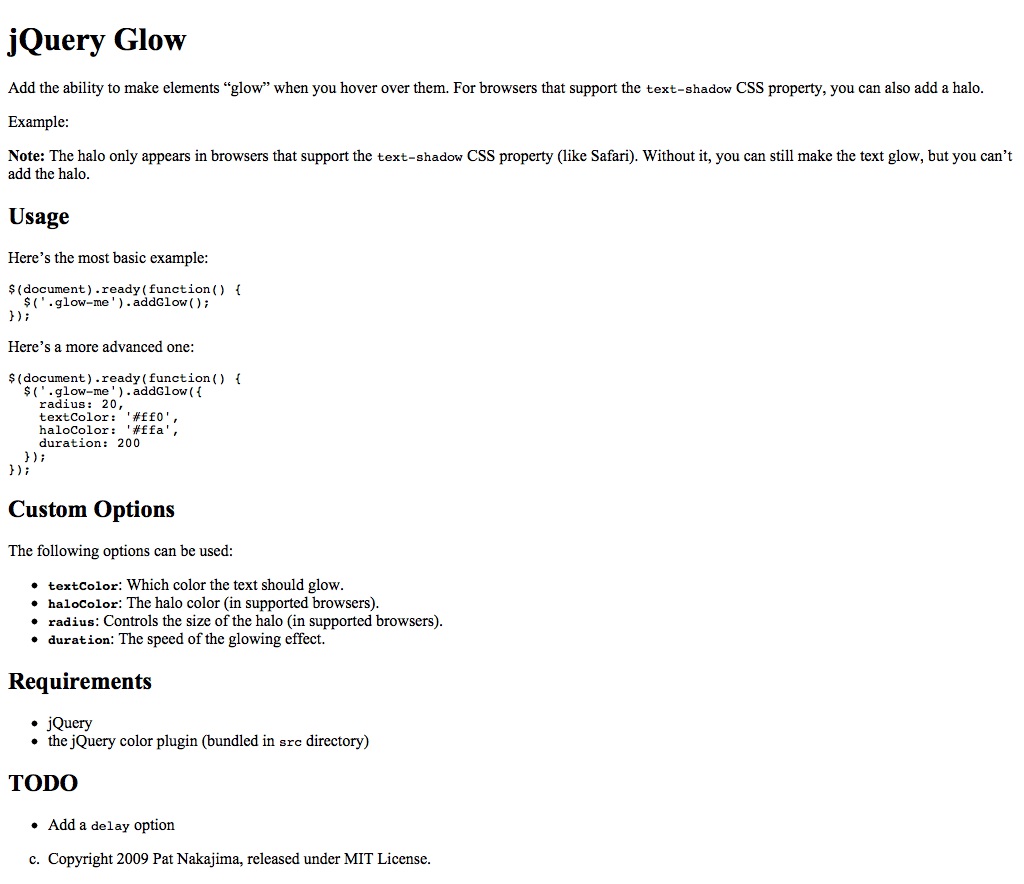 jQuery Glow
Add the ability to make elements “glow” when you hover over them. For browsers that support the text-shadow CSS property, you can also add a halo.
Example:
Note: The halo only appears in browsers that support the text-shadow CSS property (like Safari). Without it, you can still make the text glow, but you can’t
add the halo.
Usage
Here’s the most basic example:
$(document).ready(function() {
  $('.glow-me').addGlow();
});
Here’s a more advanced one:
$(document).ready(function() {
  $('.glow-me').addGlow({
    radius: 20,
    textColor: '#ff0',
    haloColor: '#ffa',
    duration: 200
  });
});
Custom Options
The following options can be used:
• textColor: Which color the text should glow.
• haloColor: The halo color (in supported browsers).
• radius: Controls the size of the halo (in supported browsers).
• duration: The speed of the glowing effect.
Requirements
• jQuery
• the jQuery color plugin (bundled in src directory)
TODO
• Add a delay option
c. Copyright 2009 Pat Nakajima, released under MIT License.